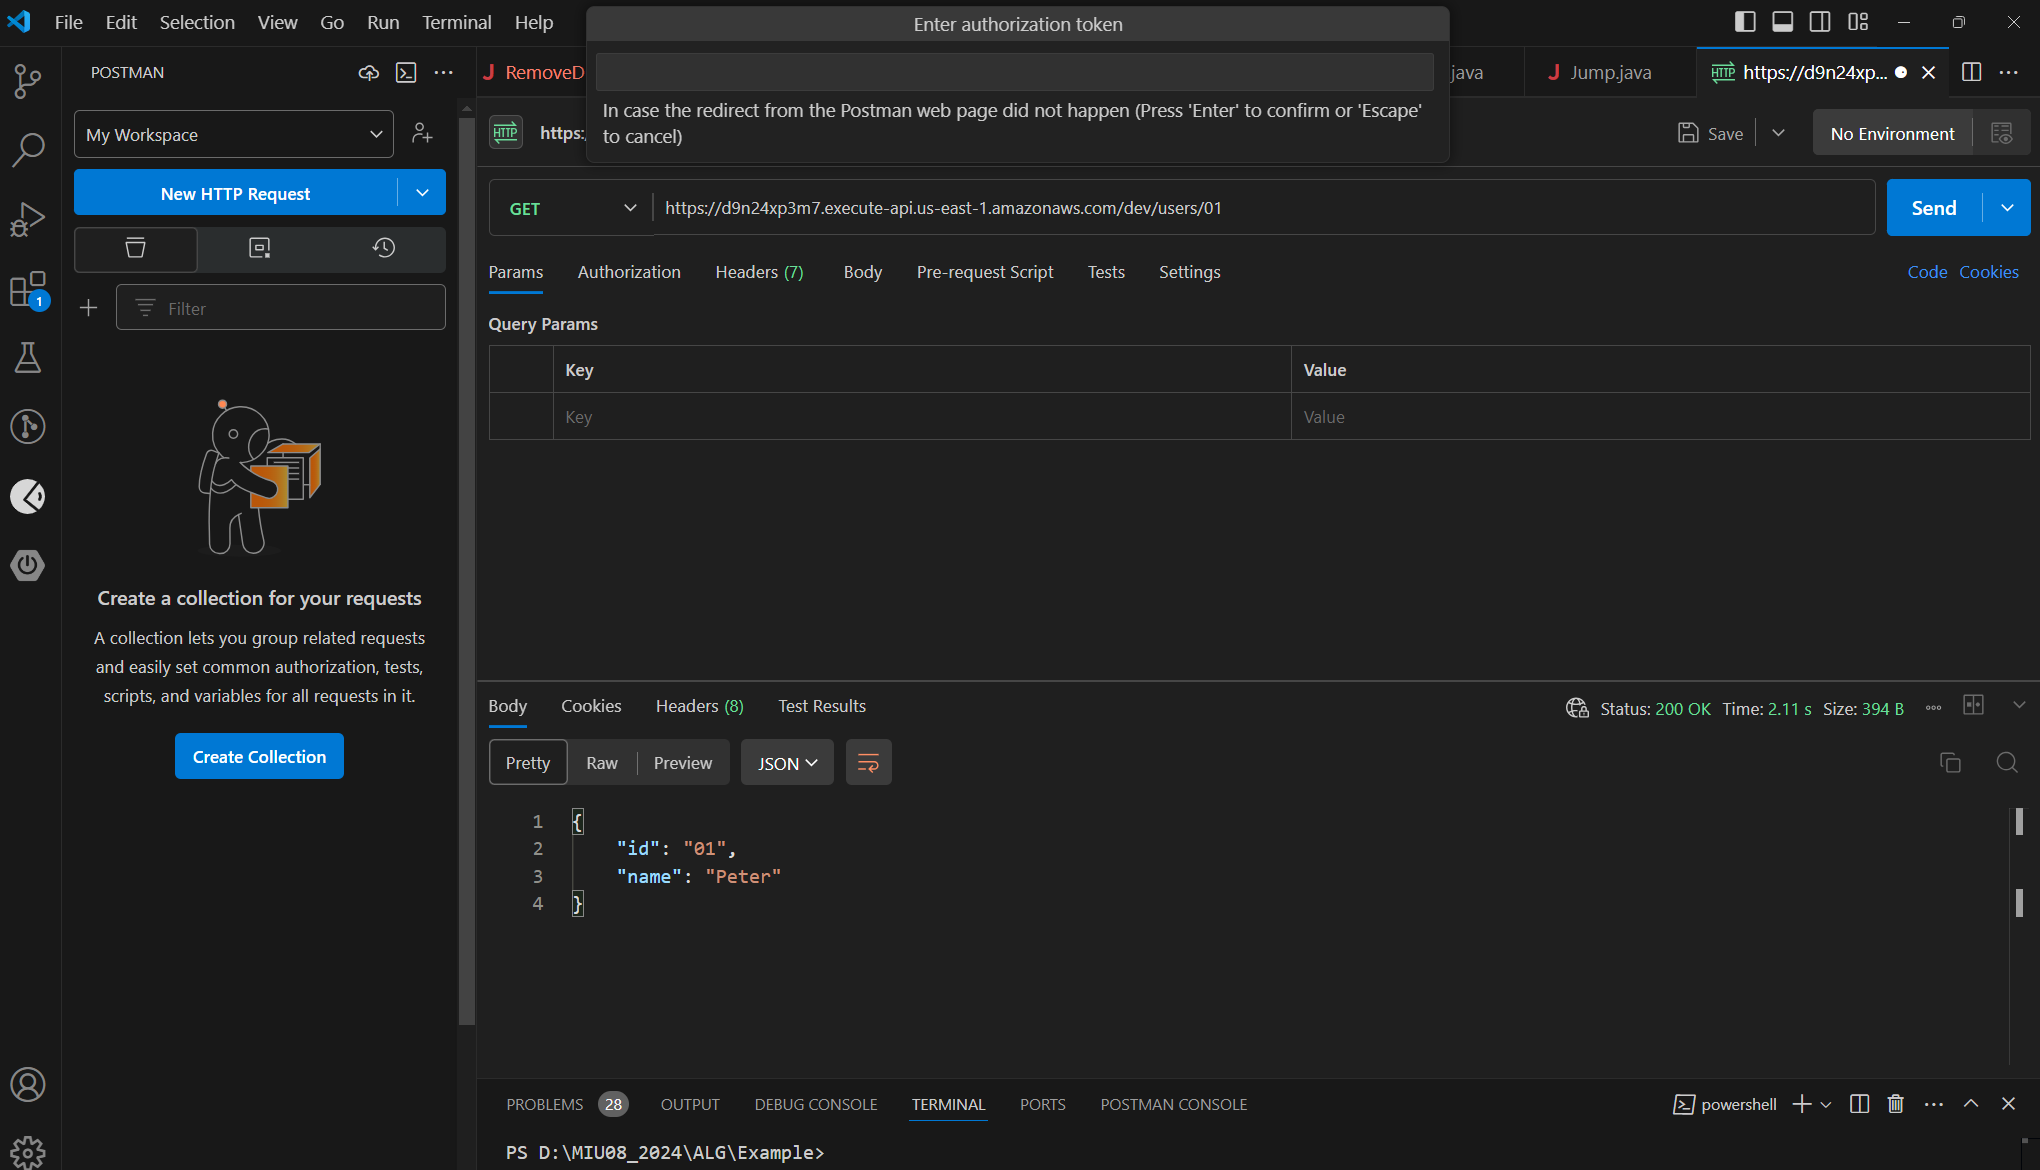 File Edit Selection View Go Run Terminal Help
Enter authorization token
In case the redirect from the Postman web page did not happen (Press 'Enter' to confirm or 'Escape'
to cancel)
POSTMAN
RemoveD
java
Jump.java
HTTP https://d9n24xp...
My Workspace
HTTP https:
Save
No Environment
New HTTP Request
GET https://d9n24xp3m7.execute-api.us-east-1.amazonaws.com/dev/users/01 Send
Params Authorization Headers (7) Body Pre-request Script Tests Settings Code Cookies
1
Filter
Query Params
Key Value
Key Value
Create a collection for your requests
A collection lets you group related requests
and easily set common authorization, tests,
scripts, and variables for all requests in it.
Create Collection
Body Cookies Headers (8) Test Results Status: 200 OK Time: 2.11 s Size: 394 B
Pretty Raw Preview JSON
1 {
2 "id": "01",
3 "name": "Peter"
4 }
PROBLEMS 28 OUTPUT DEBUG CONSOLE TERMINAL PORTS POSTMAN CONSOLE powershell
PS D:\MIU08_2024\ALG\Example>